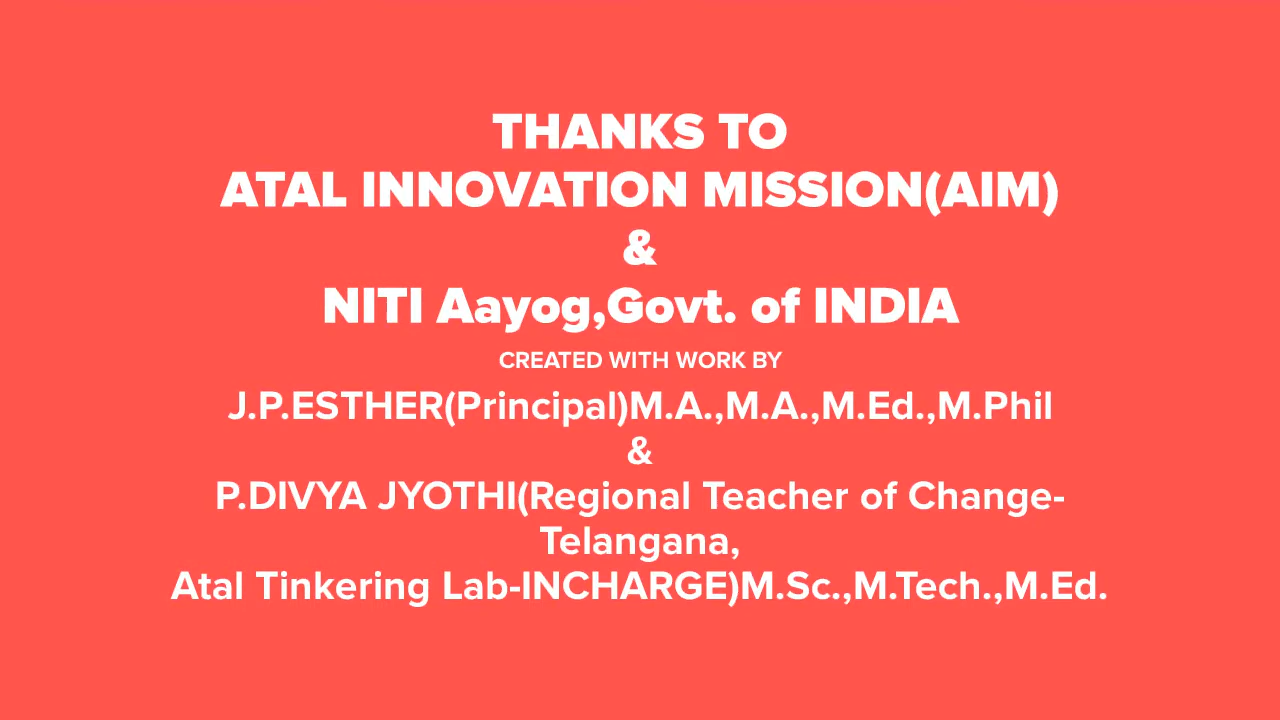 THANKS TO
ATAL INNOVATION MISSION(AIM)
&
NITI Aayog,Govt. of INDIA
CREATED WITH WORK BY
J.P.ESTHER(Principal)M.A.,M.A.,M.Ed.,M.Phil
&
P.DIVYA JYOTHI(Regional Teacher of Change-
Telangana,
Atal Tinkering Lab-INCHARGE)M.Sc.,M.Tech.,M.Ed.